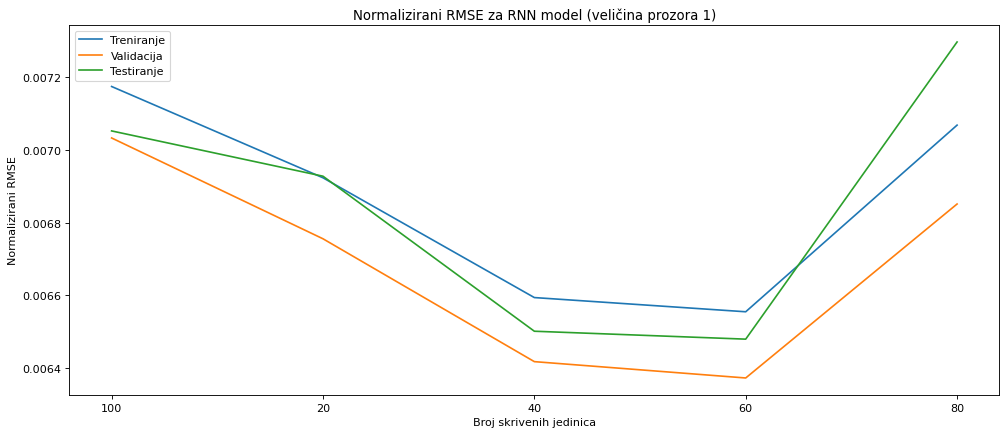 Normalizirani RMSE za RNN model (veličina prozora 1)
Treniranje
Validacija
Testiranje
Normalizirani RMSE
0.0072
0.0070
0.0068
0.0066
0.0064
100 20 40 60 80
Broj skrivenih jedinica